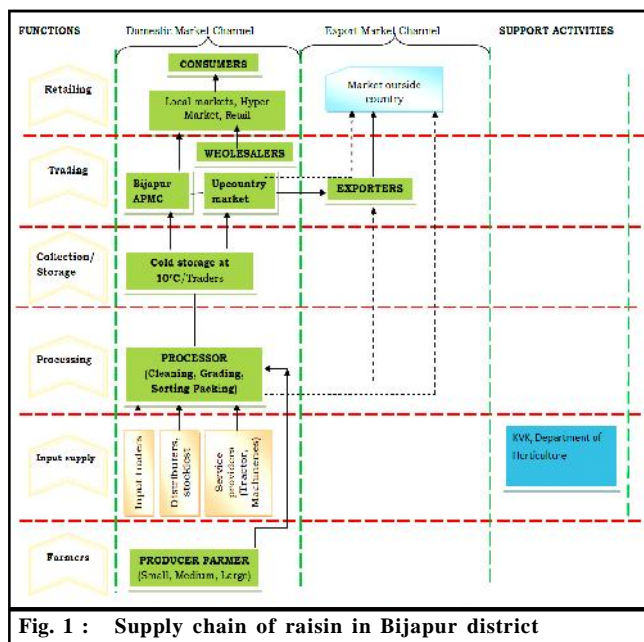 FUNCTIONS
Domestic Market Channel
Export Market Channel
SUPPORT ACTIVITIES
Retailing
CONSUMERS
Local markets, Hyper
Market, Retail
Market outside
country
Trading
WHOLESALERS
Bijapur
APMC
Upcountry
market
EXPORTERS
Collection/
Storage
Cold storage at
10°C/Traders
Processing
PROCESSOR
(Cleaning, Grading,
Sorting Packing)
Input supply
Input traders
Distributers,
stockiest
Service
providers
(Tractor,
Machineries)
KVK, Department of
Horticulture
Farmers
PRODUCER FARMER
(Small, Medium, Large)
Fig. 1 : Supply chain of raisin in Bijapur district